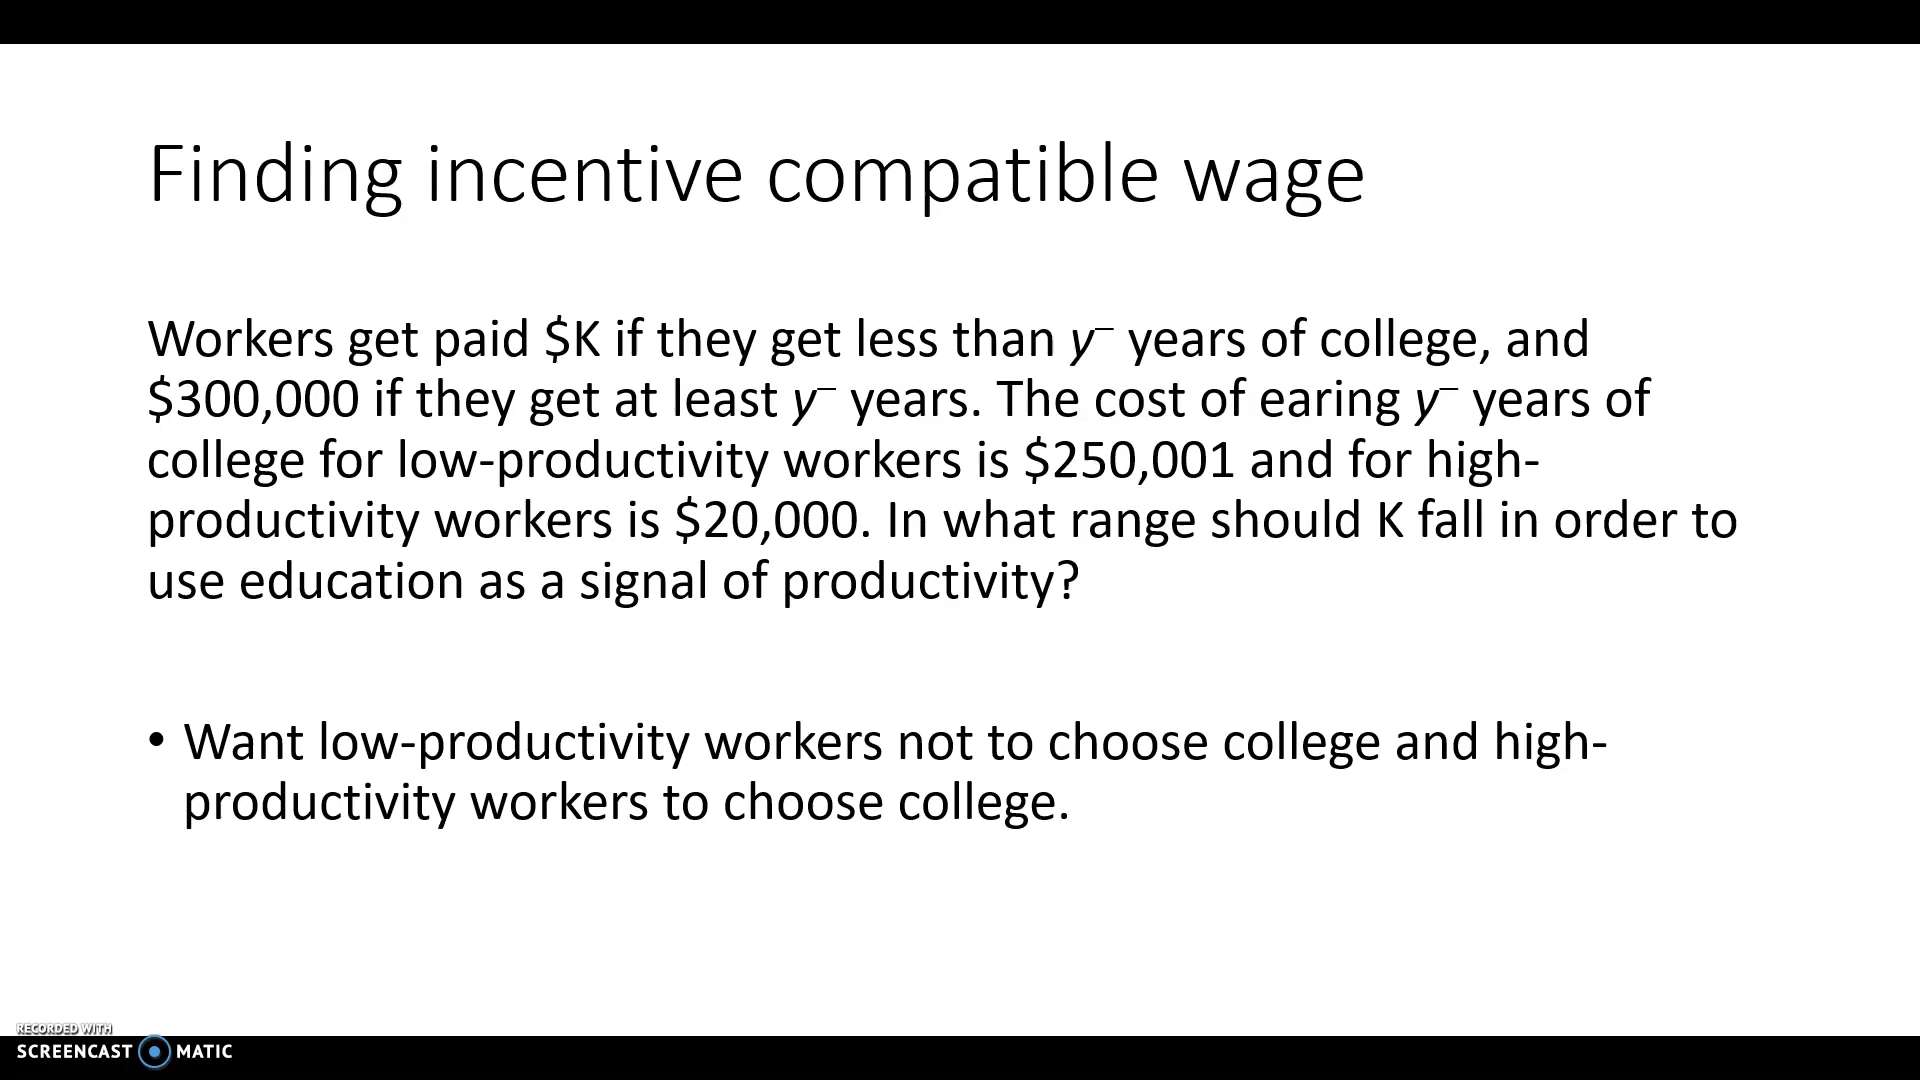 Finding incentive compatible wage
Workers get paid $K if they get less than y⁻ years of college, and
$300,000 if they get at least y⁻ years. The cost of earing y⁻ years of
college for low-productivity workers is $250,001 and for high-
productivity workers is $20,000. In what range should K fall in order to
use education as a signal of productivity?
• Want low-productivity workers not to choose college and high-
productivity workers to choose college.
RECORDED WITH
SCREENCAST MATIC